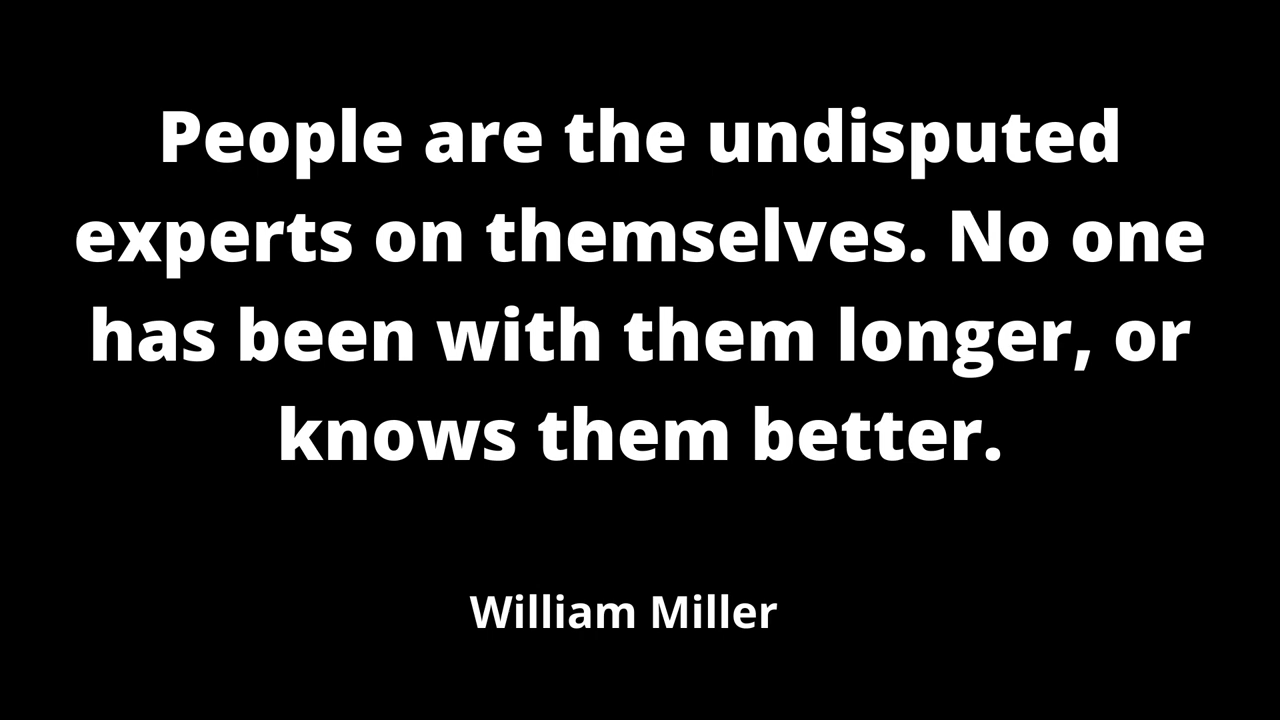 People are the undisputed
experts on themselves. No one
has been with them longer, or
knows them better.
William Miller